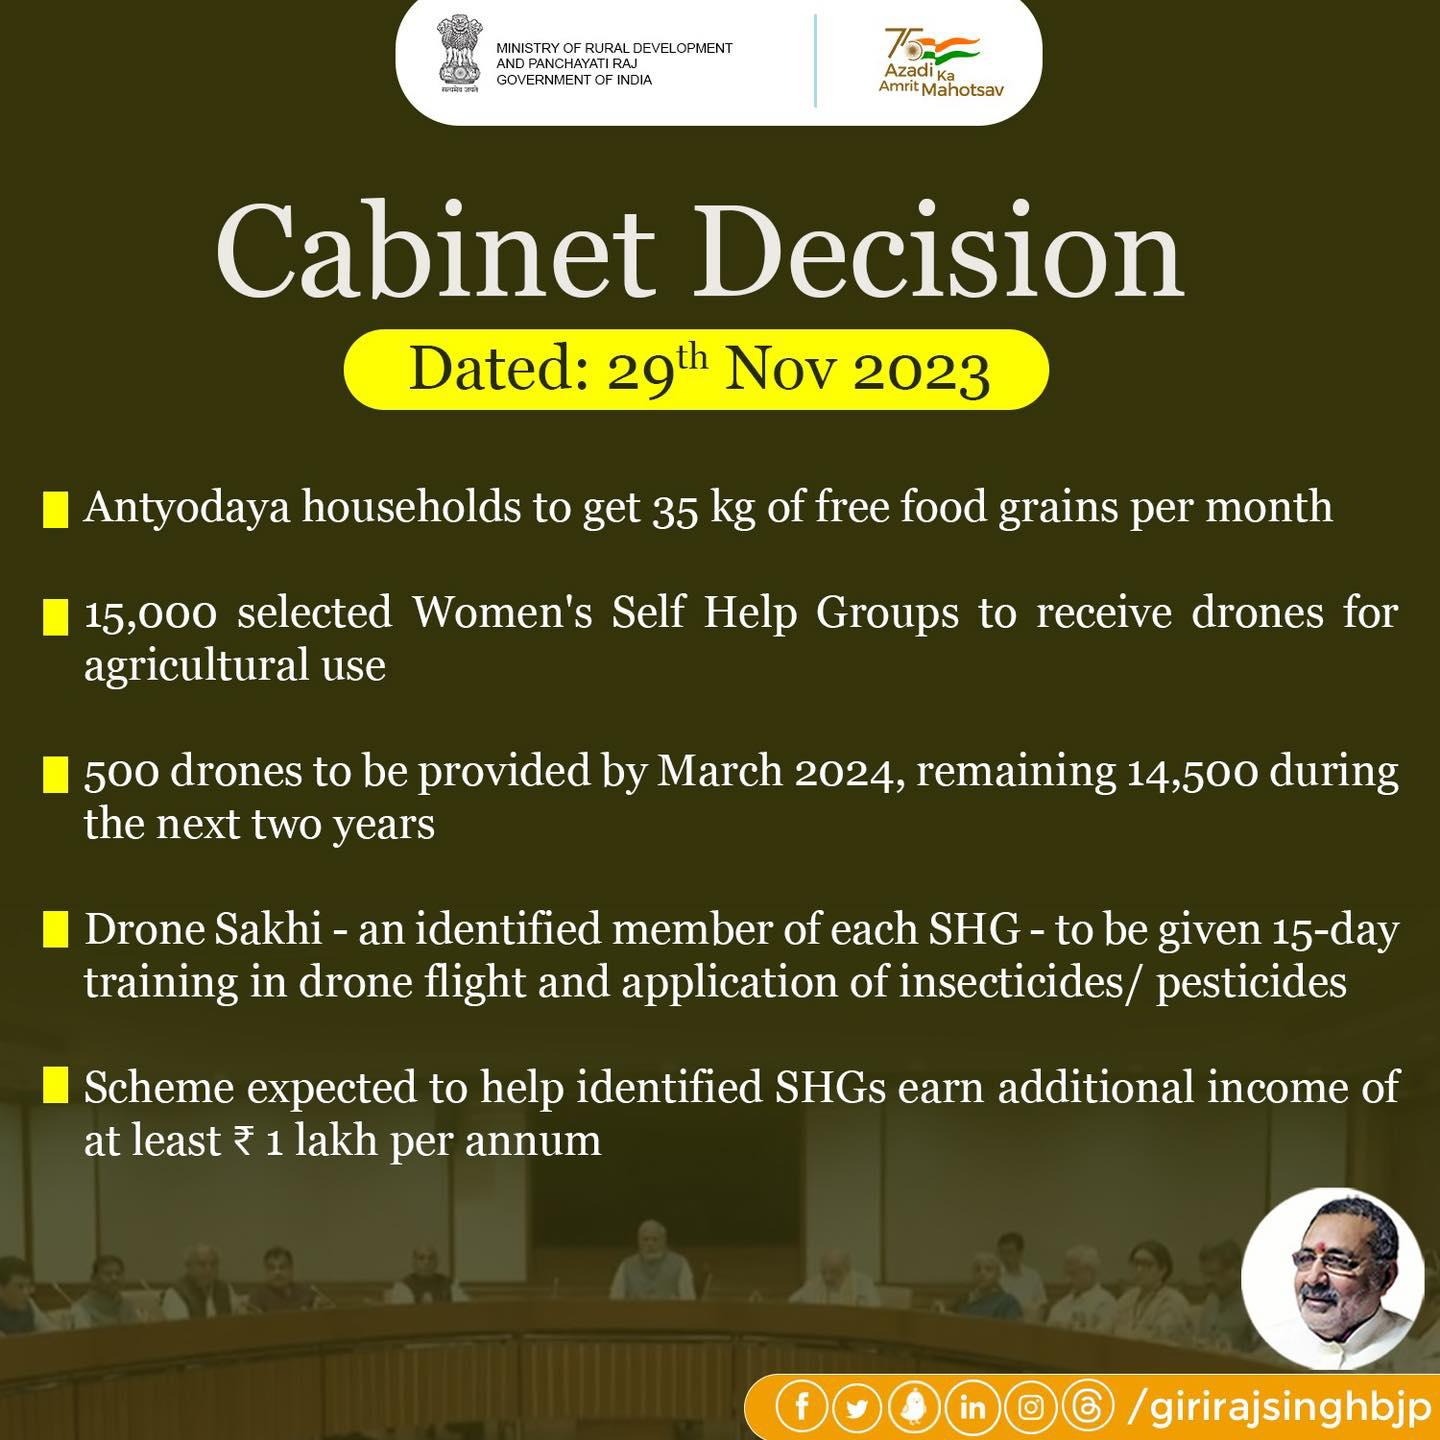 MINISTRY OF RURAL DEVELOPMENT
AND PANCHAYATI RAJ
GOVERNMENT OF INDIA
सत्यमेव जयते
75
Azadi Ka
Amrit Mahotsav
Cabinet Decision
Dated: 29th Nov 2023
Antyodaya households to get 35 kg of free food grains per month
15,000 selected Women's Self Help Groups to receive drones for
agricultural use
500 drones to be provided by March 2024, remaining 14,500 during
the next two years
Drone Sakhi - an identified member of each SHG - to be given 15-day
training in drone flight and application of insecticides/ pesticides
Scheme expected to help identified SHGs earn additional income of
at least ₹ 1 lakh per annum
/girirajsinghbjp